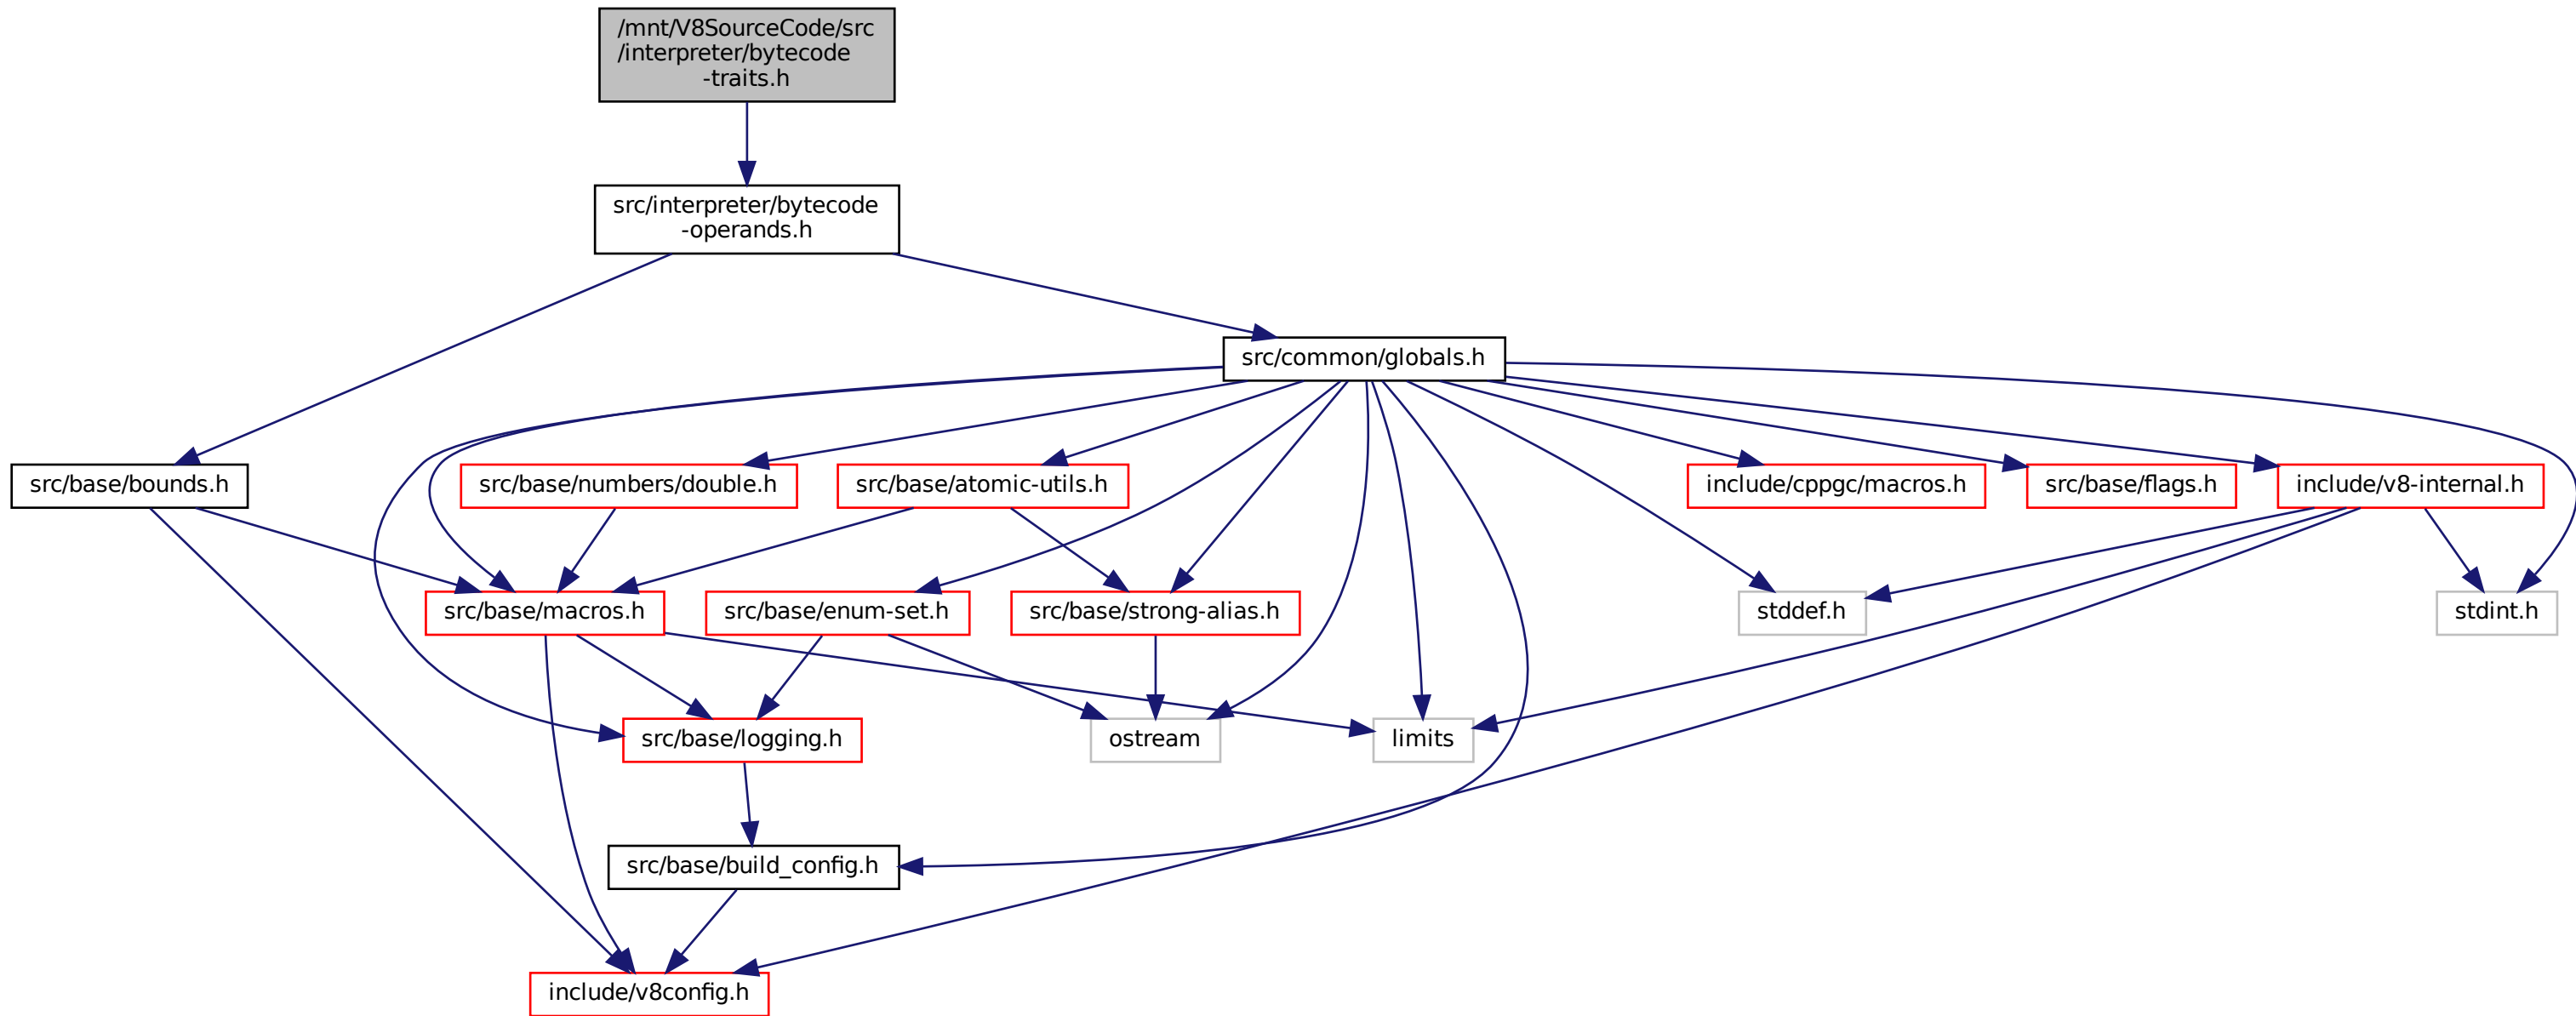 /mnt/V8SourceCode/src
/interpreter/bytecode
-traits.h
src/interpreter/bytecode
-operands.h
src/common/globals.h
src/base/bounds.h
src/base/numbers/double.h
src/base/atomic-utils.h
include/cppgc/macros.h
src/base/flags.h
include/v8-internal.h
src/base/macros.h
src/base/enum-set.h
src/base/strong-alias.h
stddef.h
stdint.h
src/base/logging.h
ostream
limits
src/base/build_config.h
include/v8config.h